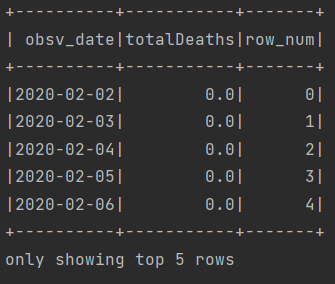 +----------+-----------+-------+
| obsv_date|totalDeaths|row_num|
+----------+-----------+-------+
|2020-02-02|        0.0|      0|
|2020-02-03|        0.0|      1|
|2020-02-04|        0.0|      2|
|2020-02-05|        0.0|      3|
|2020-02-06|        0.0|      4|
+----------+-----------+-------+
only showing top 5 rows